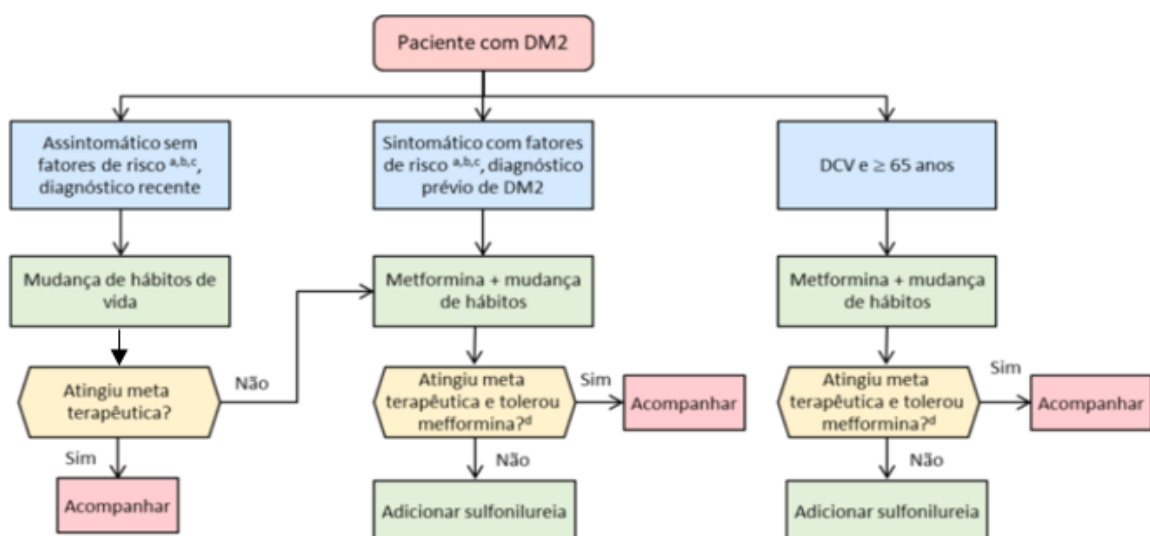 Paciente com DM2
Assintomático sem
fatores de risco a,b,c,
diagnóstico recente
Sintomático com fatores
de risco a,b,c, diagnóstico
prévio de DM2
DCV e ≥ 65 anos
Mudança de hábitos de
vida
Metformina + mudança
de hábitos
Metformina + mudança
de hábitos
Atingiu meta
terapêutica?
Não
Atingiu meta
terapêutica e tolerou
mefformina?d
Sim
Acompanhar
Atingiu meta
terapêutica e tolerou
mefformina?d
Sim
Acompanhar
Sim
Acompanhar
Não
Adicionar sulfonilureia
Não
Adicionar sulfonilureia